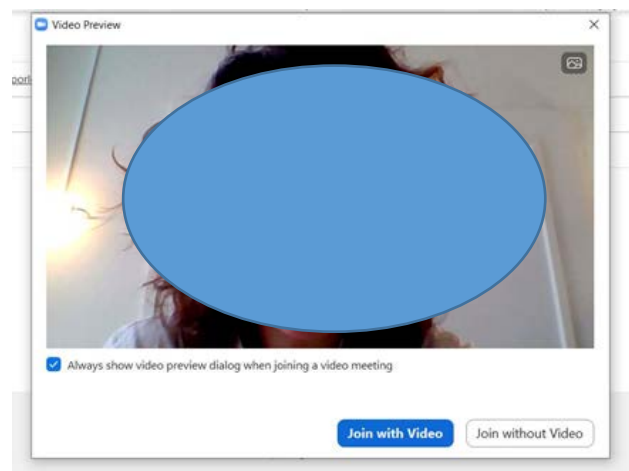 Video Preview
Always show video preview dialog when joining a video meeting
Join with Video
Join without Video